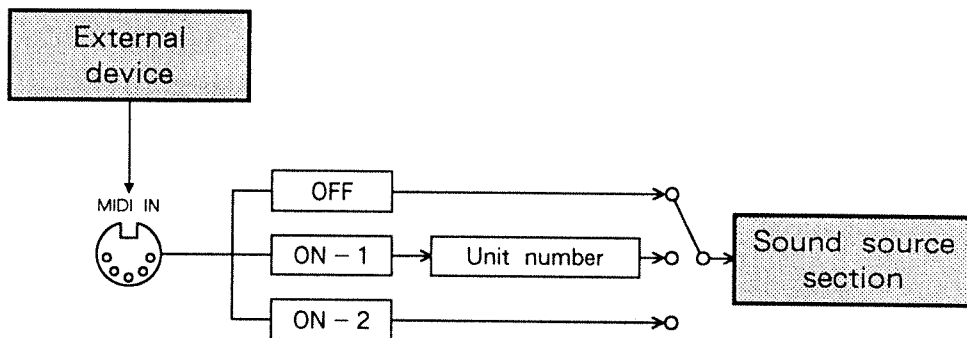 External
device
MIDI IN
OFF
ON – 1
Unit number
ON – 2
Sound source
section